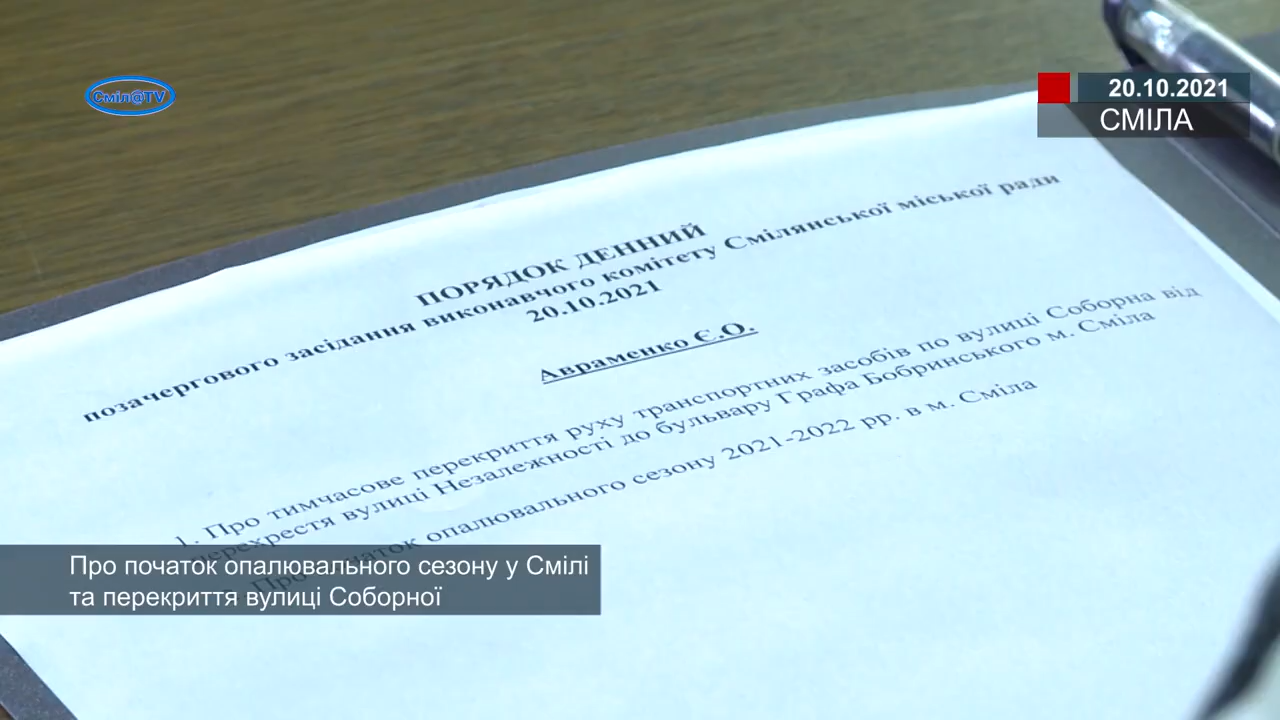 Сміл@TV
20.10.2021
СМІЛА
ПОРЯДОК ДЕННИЙ
позачергового засідання виконавчого комітету Смілянської міської ради
20.10.2021
Авраменко Є.О.
1. Про тимчасове перекриття руху транспортних засобів по вулиці Соборна від
перехрестя вулиці Незалежності до бульвару Графа Бобринського м. Сміла
Про початок опалювального сезону 2021-2022 рр. в м. Сміла
Про початок опалювального сезону у Смілі
та перекриття вулиці Соборної